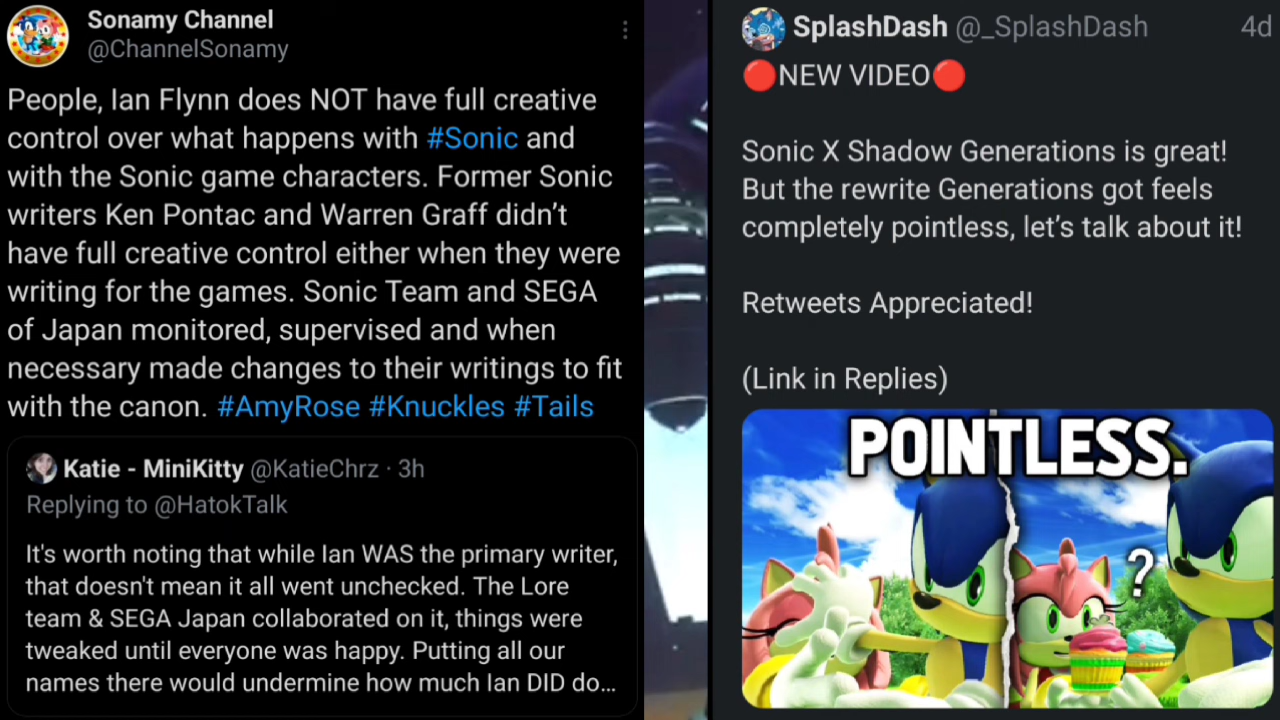 Sonamy Channel
@ChannelSonamy
People, Ian Flynn does NOT have full creative
control over what happens with #Sonic and
with the Sonic game characters. Former Sonic
writers Ken Pontac and Warren Graff didn’t
have full creative control either when they were
writing for the games. Sonic Team and SEGA
of Japan monitored, supervised and when
necessary made changes to their writings to fit
with the canon. #AmyRose #Knuckles #Tails
Katie - MiniKitty @KatieChrz · 3h
Replying to @HatokTalk
It's worth noting that while Ian WAS the primary writer,
that doesn't mean it all went unchecked. The Lore
team & SEGA Japan collaborated on it, things were
tweaked until everyone was happy. Putting all our
names there would undermine how much Ian DID do...
SplashDash @_SplashDash 4d
🔴NEW VIDEO🔴
Sonic X Shadow Generations is great!
But the rewrite Generations got feels
completely pointless, let’s talk about it!
Retweets Appreciated!
(Link in Replies)
POINTLESS.
?